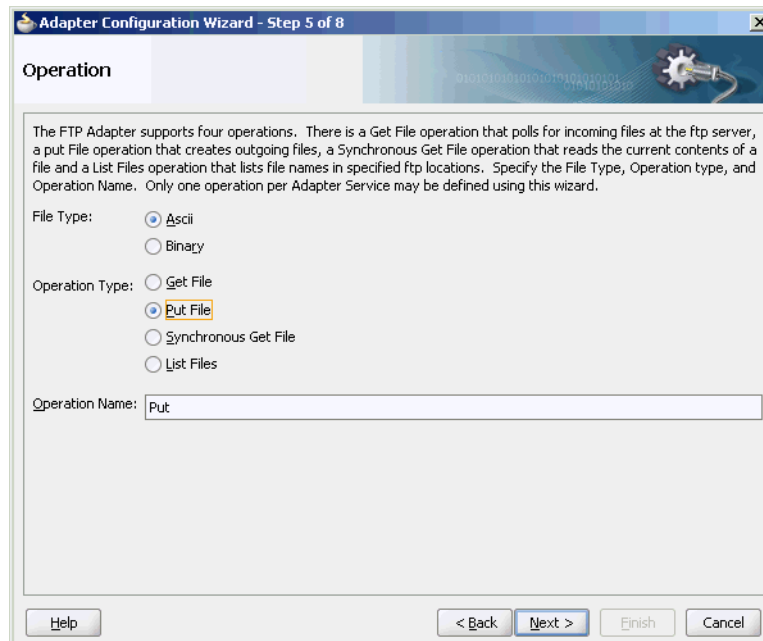 Adapter Configuration Wizard - Step 5 of 8
Operation
The FTP Adapter supports four operations. There is a Get File operation that polls for incoming files at the ftp server,
a put File operation that creates outgoing files, a Synchronous Get File operation that reads the current contents of a
file and a List Files operation that lists file names in specified ftp locations. Specify the File Type, Operation type, and
Operation Name. Only one operation per Adapter Service may be defined using this wizard.
File Type: Ascii
Binary
Operation Type: Get File
Put File
Synchronous Get File
List Files
Operation Name: Put
Help < Back Next > Finish Cancel